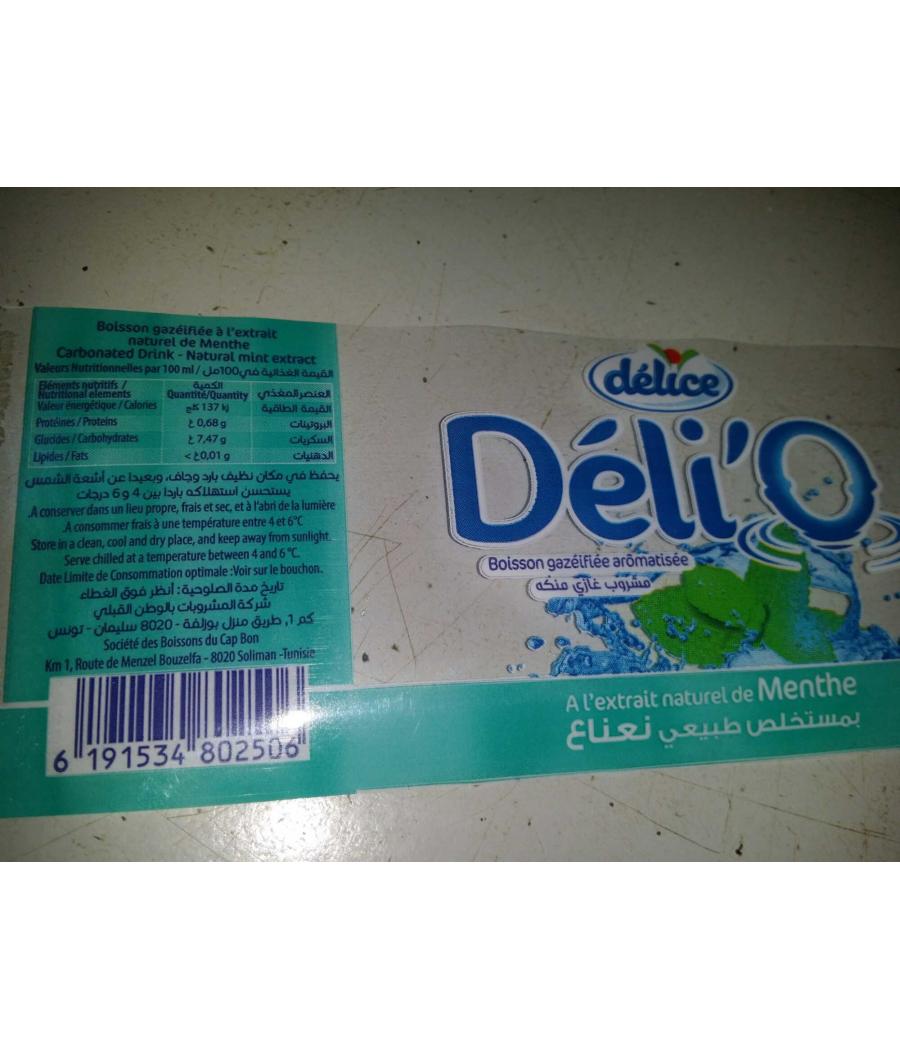 Boisson gazéifiée à l'extrait
naturel de Menthe
Carbonated Drink - Natural mint extract
Valeurs Nutritionnelles par 100 ml / القيمة الغذائية في 100مل
Eléments nutritifs / الكمية
Nutritional elements Quantité/Quantity العنصر المغذي
Valeur énergétique / Calories 137 kj كج القيمة الطاقية
Protéines / Proteins غ 0,68 g البروتينات
Glucides / Carbohydrates غ 7,47 g السكريات
Lipides / Fats < غ 0,01 g الدهنيات
يحفظ في مكان نظيف بارد وجاف، وبعيدا عن أشعة الشمس
يستحسن استهلاكه باردا بين 4 و 6 درجات
A conserver dans un lieu propre, frais et sec, et à l'abri de la lumière.
A consommer frais à une température entre 4 et 6°C.
Store in a clean, cool and dry place, and keep away from sunlight.
Serve chilled at a temperature between 4 and 6 °C.
Date Limite de Consommation optimale :Voir sur le bouchon.
تاريخ مدة الصلوحية : أنظر فوق الغطاء
شركة المشروبات بالوطن القبلي
كم 1, طريق منزل بوزلفة - 8020 سليمان - تونس
Société des Boissons du Cap Bon
Km 1, Route de Menzel Bouzelfa - 8020 Soliman -Tunisie
6 191534 802506
délice
Déli'O
Boisson gazéifiée arômatisée
مشروب غازي منكه
A l'extrait naturel de Menthe
بمستخلص طبيعي نعناع